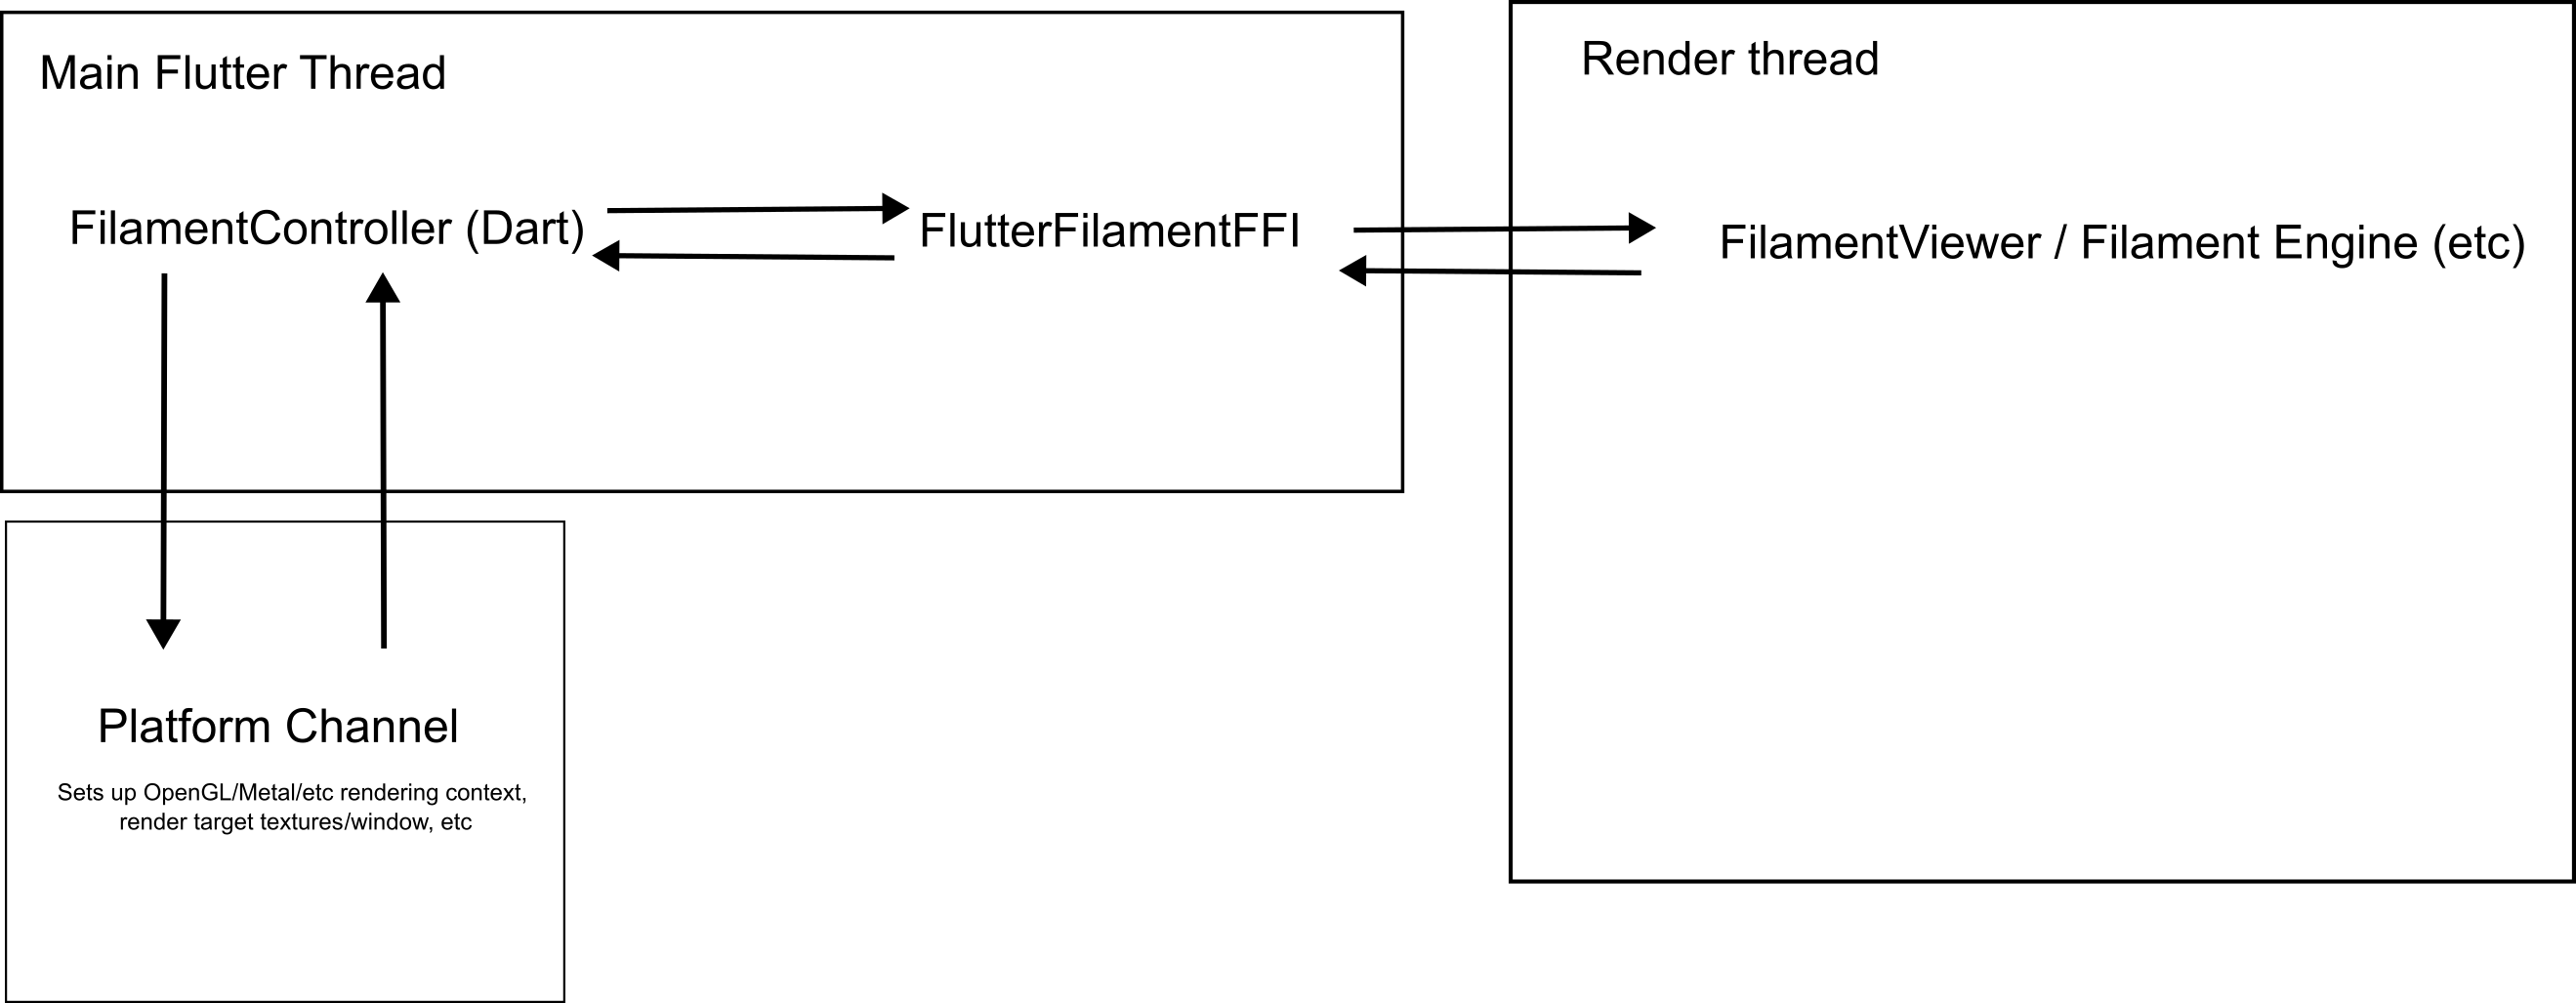 Main Flutter Thread
Render thread
FilamentController (Dart)
FlutterFilamentFFI
FilamentViewer / Filament Engine (etc)
Platform Channel
Sets up OpenGL/Metal/etc rendering context,
render target textures/window, etc